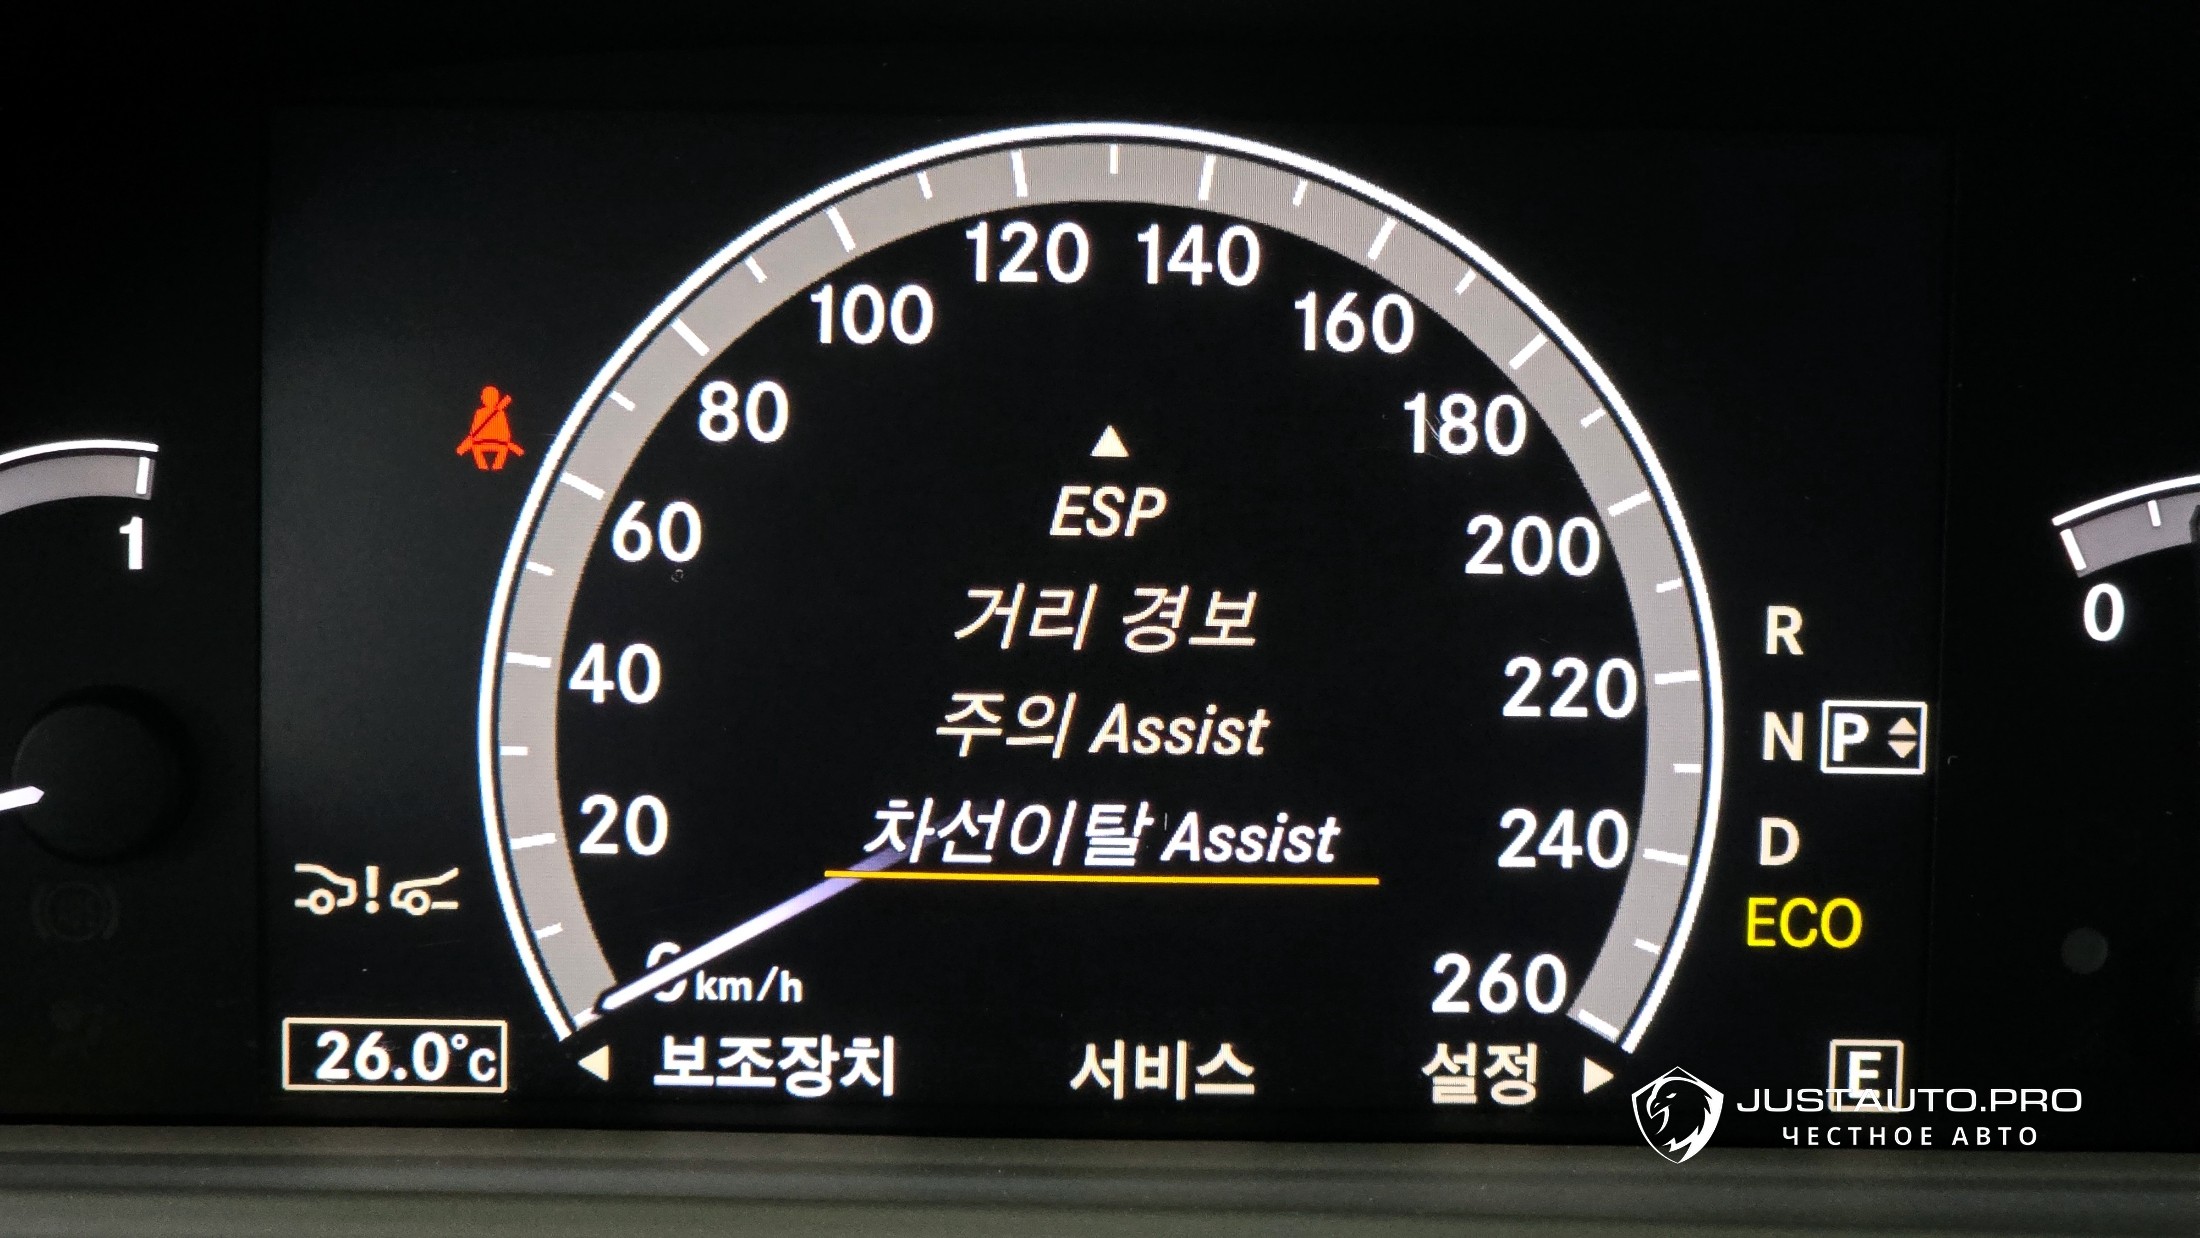 120 140
100 160
80 180
ESP
60 200
1
거리 경보
0
R
40 220
주의 Assist
N P
20 240
차선이탈 Assist
D
ECO
0 km/h
260
26.0°C
보조장치 서비스 설정
E
JUSTAUTO.PRO
ЧЕСТНОЕ АВТО